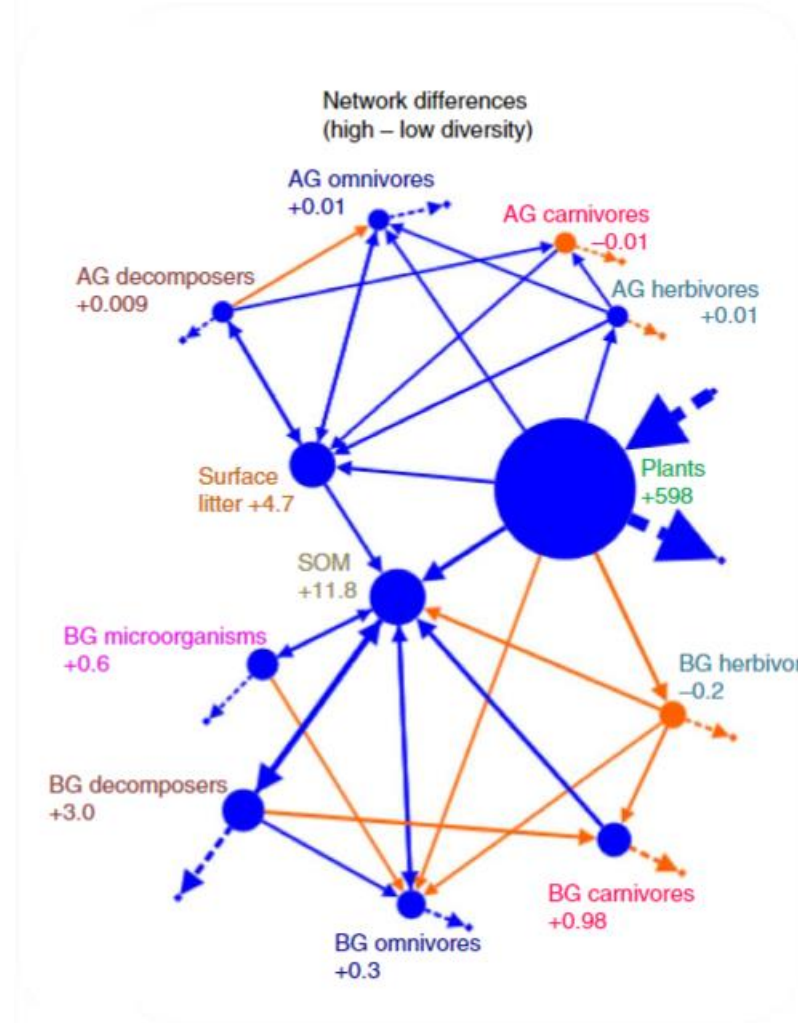 Network differences
(high – low diversity)
AG omnivores
+0.01
AG carnivores
–0.01
AG decomposers
+0.009
AG herbivores
+0.01
Surface
litter +4.7
Plants
+598
SOM
+11.8
BG microorganisms
+0.6
BG herbivor
–0.2
BG decomposers
+3.0
BG carnivores
+0.98
BG omnivores
+0.3